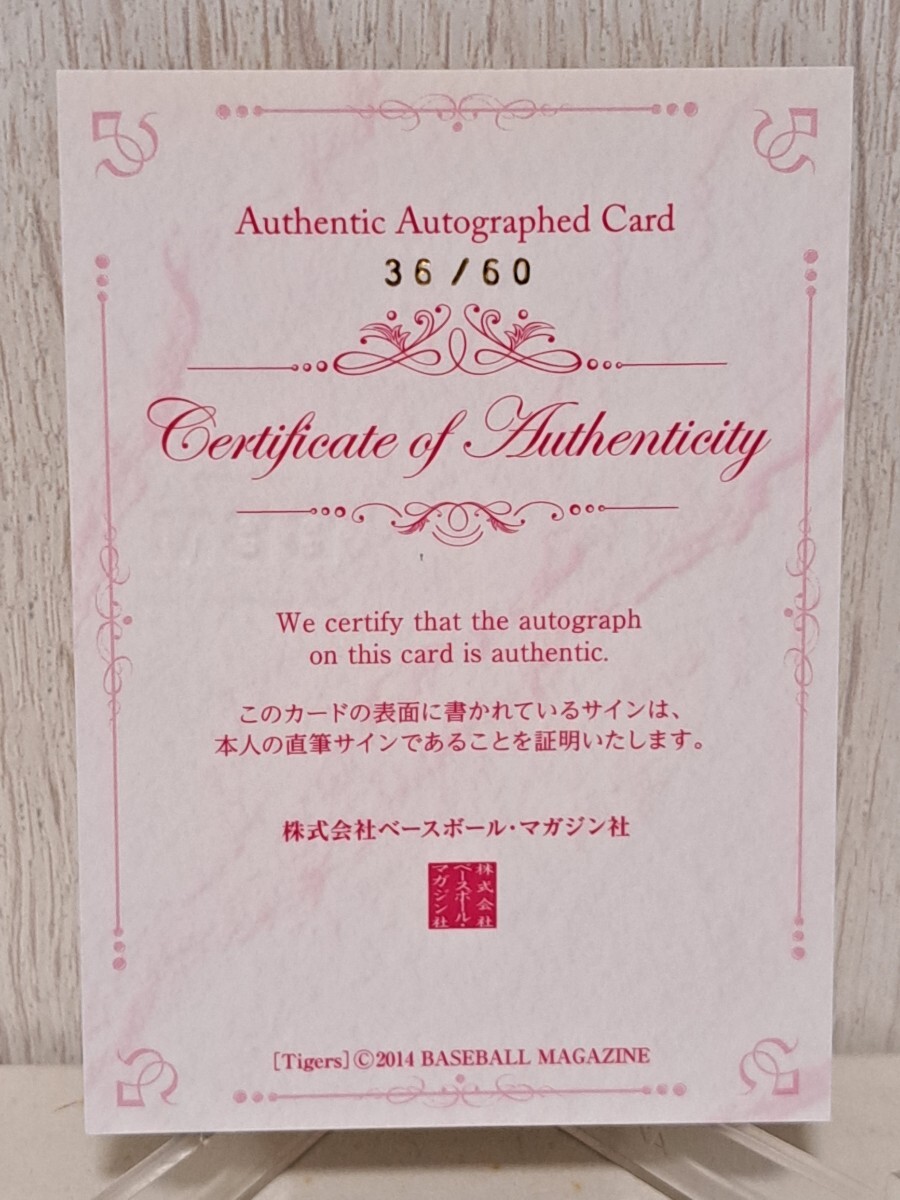 Authentic Autographed Card
36/60
Certificate of Authenticity
We certify that the autograph
on this card is authentic.
このカードの表面に書かれているサインは、
本人の直筆サインであることを証明いたします。
株式会社ベースボール・マガジン社
株式会社
ベースボール・
マガジン社
[Tigers]©2014 BASEBALL MAGAZINE